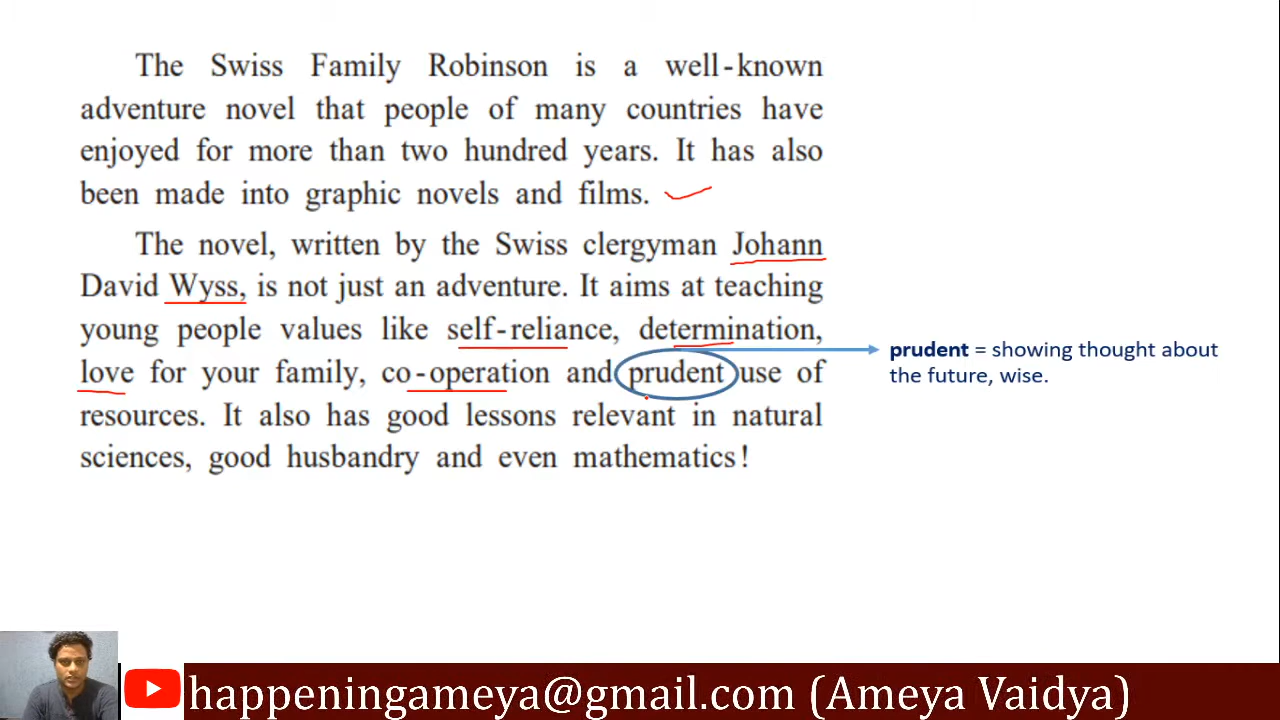 The Swiss Family Robinson is a well-known
adventure novel that people of many countries have
enjoyed for more than two hundred years. It has also
been made into graphic novels and films.
The novel, written by the Swiss clergyman Johann
David Wyss, is not just an adventure. It aims at teaching
young people values like self-reliance, determination,
love for your family, co-operation and prudent use of
resources. It also has good lessons relevant in natural
sciences, good husbandry and even mathematics!
prudent = showing thought about
the future, wise.
happeningameya@gmail.com (Ameya Vaidya)